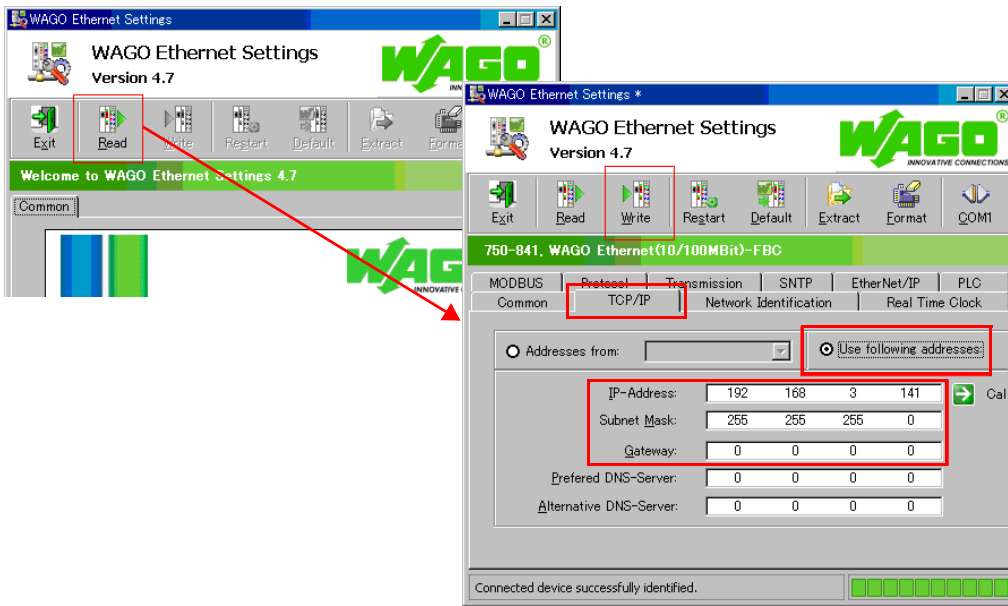 WAGO Ethernet Settings
WAGO Ethernet Settings
Version 4.7
WAGO®
Exit Read Write Restart Default Extract
Welcome to WAGO Ethernet Settings 4.7
Common
INNOVATIVE
WAGO Ethernet Settings *
WAGO Ethernet Settings
Version 4.7
WAGO®
INNOVATIVE CONNECTIONS
Exit Read Write Restart Default Extract Format COM1
750-841, WAGO Ethernet(10/100MBit)-FBC
MODBUS Protocol Transmission SNTP EtherNet/IP PLC
Common TCP/IP Network Identification Real Time Clock
Addresses from: Use following addresses:
IP-Address: 192 168 3 141 Cal
Subnet Mask: 255 255 255 0
Gateway: 0 0 0 0
Prefered DNS-Server: 0 0 0 0
Alternative DNS-Server: 0 0 0 0
Connected device successfully identified.